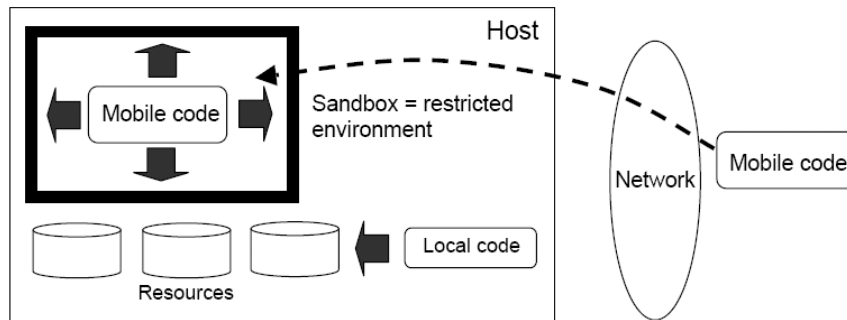 Host
Mobile code
Sandbox = restricted
environment
Network
Mobile code
Local code
Resources